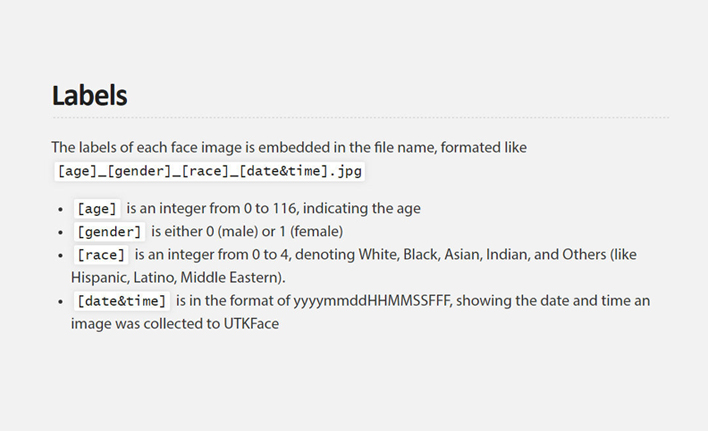 Labels
The labels of each face image is embedded in the file name, formated like
[age]_[gender]_[race]_[date&time].jpg
• [age] is an integer from 0 to 116, indicating the age
• [gender] is either 0 (male) or 1 (female)
• [race] is an integer from 0 to 4, denoting White, Black, Asian, Indian, and Others (like
Hispanic, Latino, Middle Eastern).
• [date&time] is in the format of yyyymmddHHMMSSFFF, showing the date and time an
image was collected to UTKFace